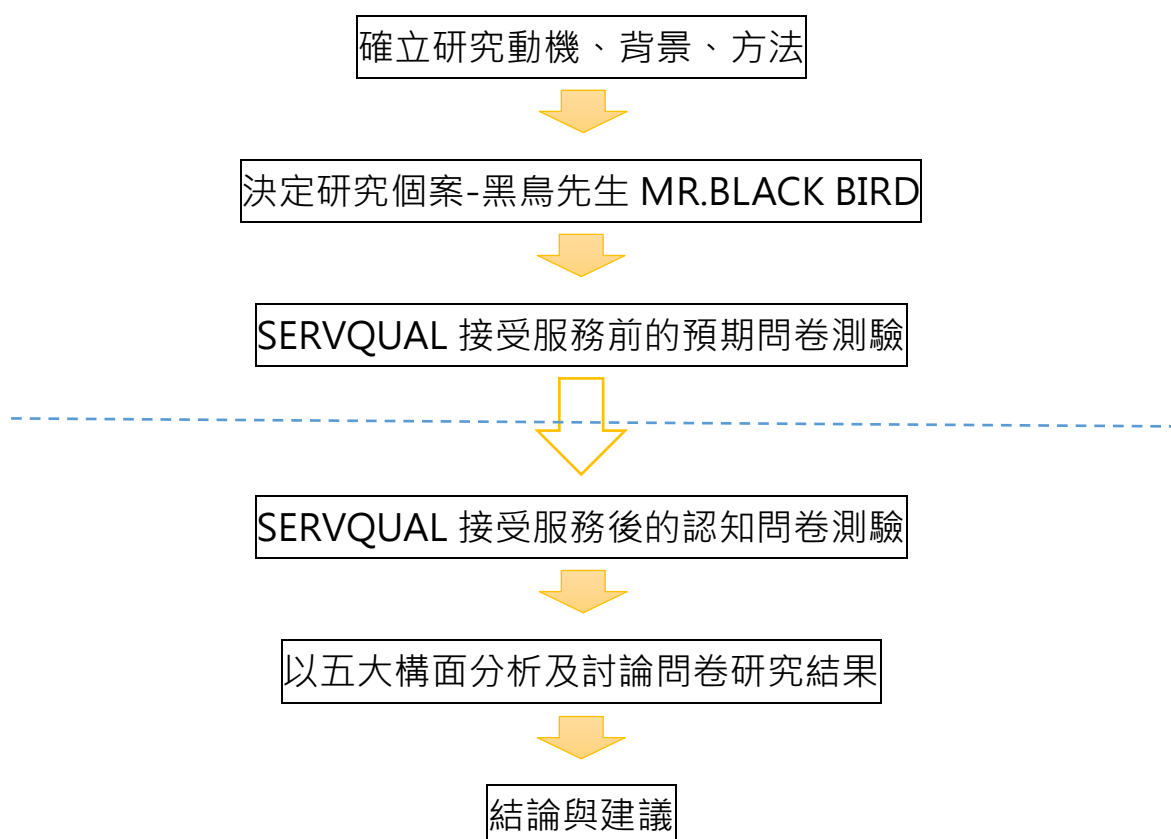 確立研究動機、背景、方法
決定研究個案-黑鳥先生 MR.BLACK BIRD
SERVQUAL 接受服務前的預期問卷測驗
SERVQUAL 接受服務後的認知問卷測驗
以五大構面分析及討論問卷研究結果
結論與建議